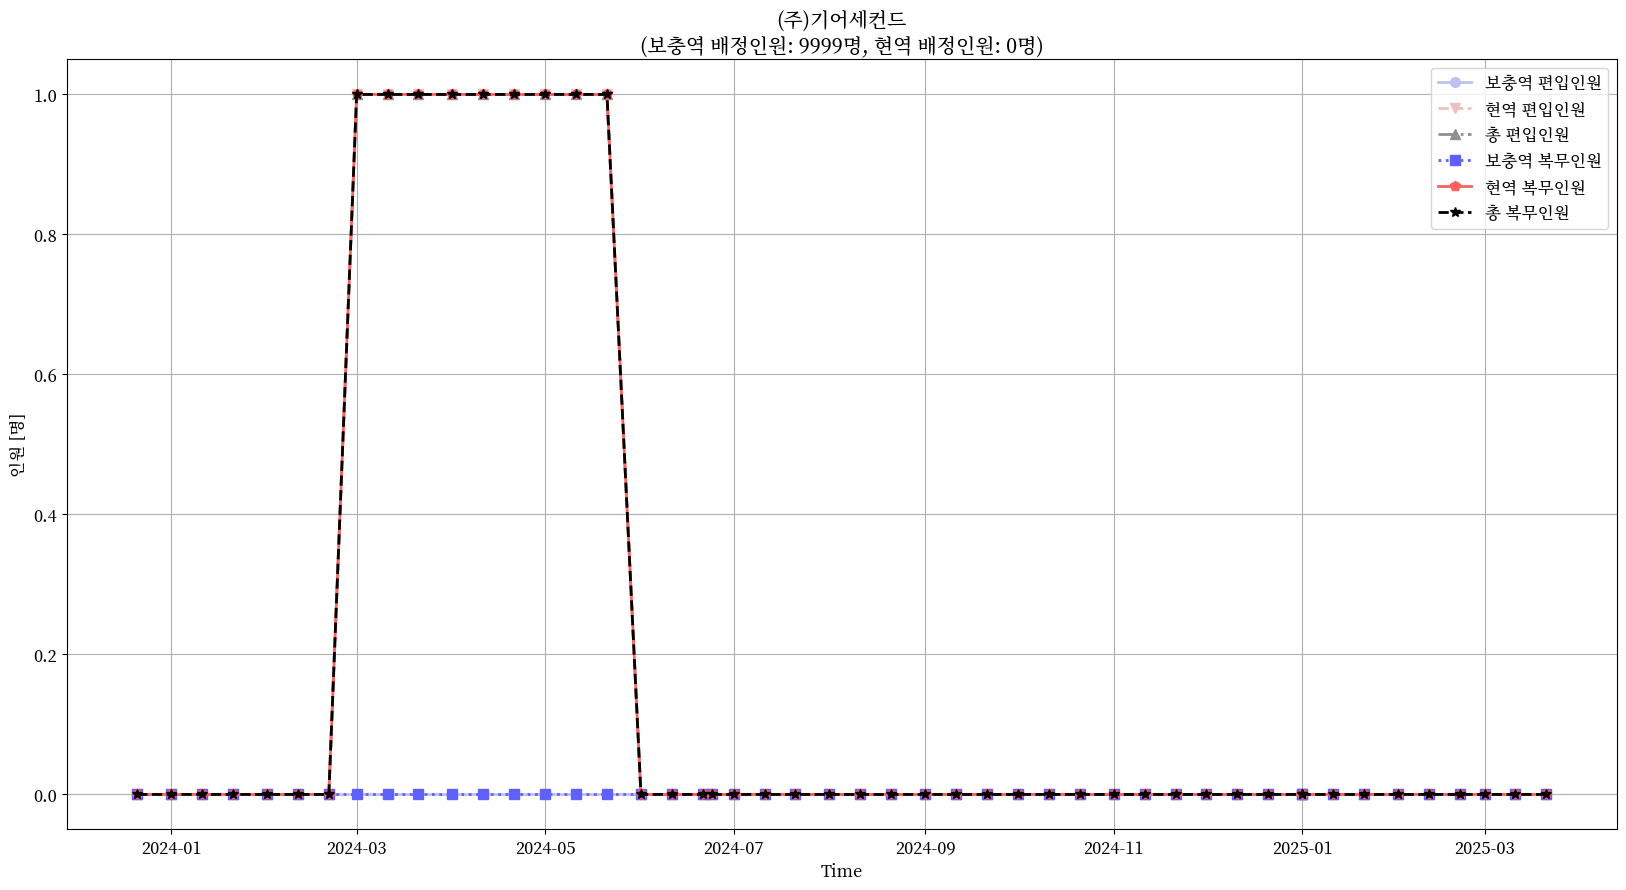 (주)기어세컨드
(보충역 배정인원: 9999명, 현역 배정인원: 0명)
보충역 편입인원
현역 편입인원
총 편입인원
보충역 복무인원
현역 복무인원
총 복무인원
1.0
0.8
0.6
0.4
0.2
0.0
인원 [명]
2024-01
2024-03
2024-05
2024-07
2024-09
2024-11
2025-01
2025-03
Time